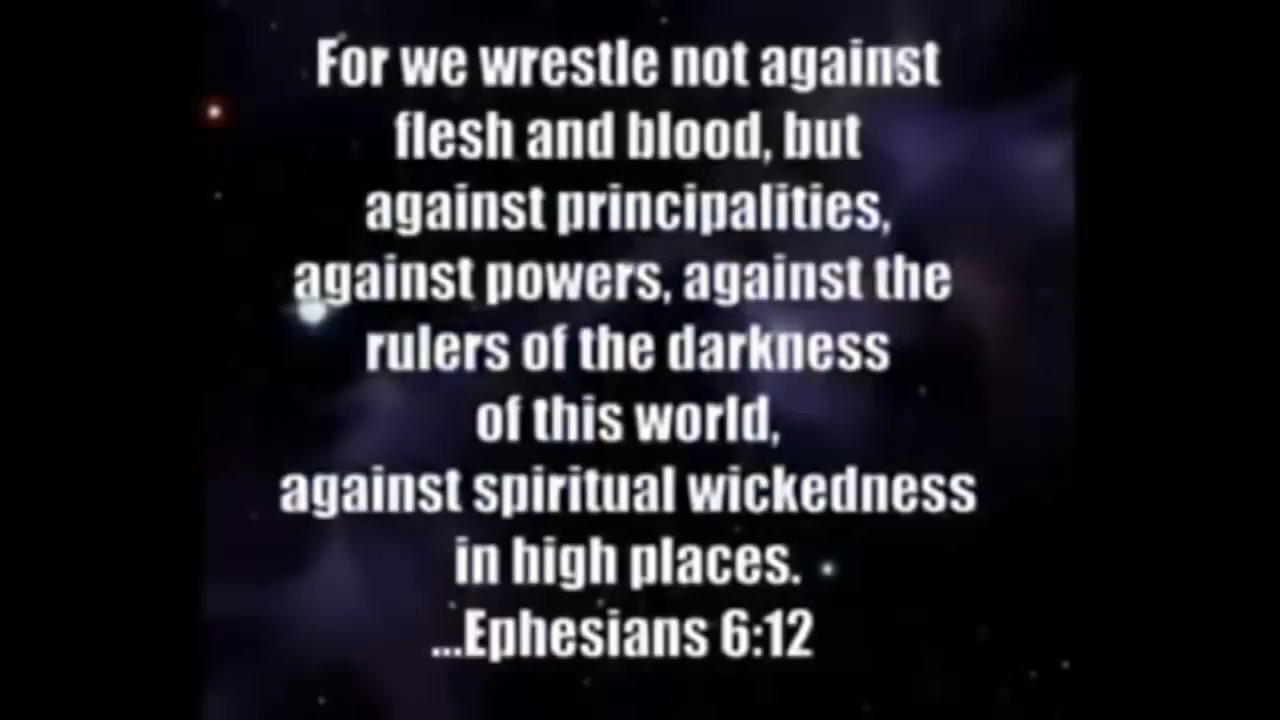 For we wrestle not against
flesh and blood, but
against principalities,
against powers, against the
rulers of the darkness
of this world,
against spiritual wickedness
in high places.
...Ephesians 6:12